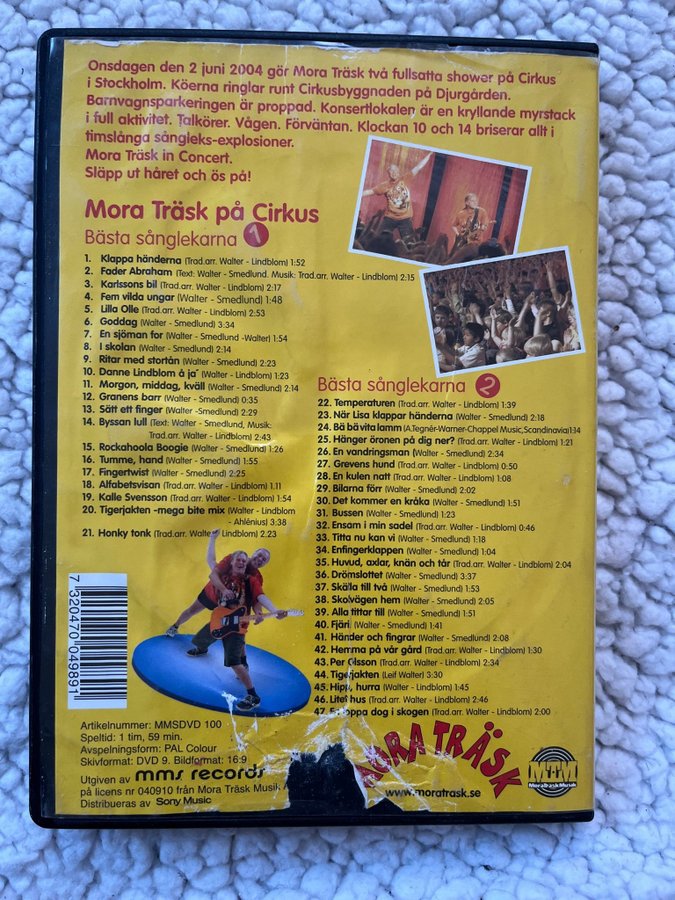 Onsdagen den 2 juni 2004 gör Mora Träsk två fullsatta shower på Cirkus
i Stockholm. Köerna ringlar runt Cirkusbyggnaden på Djurgården.
Barnvagnsparkeringen är proppad. Konsertlokalen är en kryllande myrstack
i full aktivitet. Talkörer. Vågen. Förväntan. Klockan 10 och 14 briserar allt i
timslånga sångleks-explosioner.
Mora Träsk in Concert.
Släpp ut håret och ös på!
Mora Träsk på Cirkus
Bästa sånglekarna 1
1. Klappa händerna (Trad.arr. Walter - Lindblom) 1:52
2. Fader Abraham (Text: Walter - Smedlund. Musik: Trad.arr. Walter - Lindblom) 2:15
3. Karlssons bil (Trad.arr. Walter - Lindblom) 2:17
4. Fem vilda ungar (Walter - Smedlund) 1:48
5. Lilla Olle (Trad.arr. Walter - Lindblom) 2:53
6. Goddag (Walter - Smedlund) 3:34
7. En sjöman for (Walter - Smedlund -Walter) 1:54
8. I skolan (Walter - Smedlund) 2:14
9. Ritar med stortån (Walter - Smedlund) 2:23
10. Danne Lindblom å ja´ (Walter - Lindblom) 1:23
11. Morgon, middag, kväll (Walter - Smedlund) 2:14
12. Granens barr (Walter - Smedlund) 0:35
13. Sätt ett finger (Walter -Smedlund) 2:29
14. Byssan lull (Text: Walter - Smedlund, Musik:
Trad.arr. Walter - Lindblom) 2:43
15. Rockahoola Boogie (Walter - Smedlund) 1:26
16. Tumme, hand (Walter - Smedlund) 1:55
17. Fingertwist (Walter - Smedlund) 2:25
18. Alfabetsvisan (Trad.arr. Walter - Lindblom) 1.11
19. Kalle Svensson (Trad.arr. Walter - Lindblom) 1:54
20. Tigerjakten -mega bite mix (Walter - Lindblom
- Ahlénius) 3.38
21. Honky tonk (Trad.arr. Walter - Lindblom) 2.23
Bästa sånglekarna 2
22. Temperaturen (Trad.arr. Walter - Lindblom) 1:39
23. När Lisa klappar händerna (Walter - Smedlund) 2:18
24. Bä bä vita lamm (A.Tegnér-Warner-Chappel Music,Scandinavia) 1:14
25. Hänger öronen på dig ner? (Trad.arr. Walter - Lindblom) 1:21
26. En vandringsman (Walter - Smedlund) 2:34
27. Grevens hund (Trad.arr. Walter - Lindblom) 0:50
28. En kulen natt (Trad.arr. Walter - Lindblom) 1:08
29. Bilarna förr (Walter - Smedlund) 2:02
30. Det kommer en kråka (Walter - Smedlund) 1:51
31. Bussen (Walter - Smedlund) 1:23
32. Ensam i min sadel (Trad.arr. Walter - Lindblom) 0:46
33. Titta nu kan vi (Walter - Smedlund) 1:18
34. Enfingerklappen (Walter - Smedlund) 1:04
35. Huvud, axlar, knän och tår (Trad.arr. Walter - Lindblom) 2:04
36. Drömslottet (Walter - Smedlund) 3:37
37. Skälla till två (Walter - Smedlund) 1:53
38. Skolvägen hem (Walter - Smedlund) 2:05
39. Alla tittar till (Walter - Smedlund) 1:51
40. Fjäri (Walter - Smedlund) 1:41
41. Händer och fingrar (Walter - Smedlund) 2:08
42. Hemma på vår gård (Trad.arr. Walter - Lindblom) 1:30
43. Per Olsson (Trad.arr. Walter - Lindblom) 2:34
44. Tigerjakten (Leif Walter) 3:30
45. Hipp, hurra (Walter - Smedlund) 1:45
46. Litet hus (Trad.arr. Walter - Lindblom) 2:46
47. loppa dog i skogen (Trad.arr. Walter - Lindblom) 2:00
7 320470 049891
Artikelnummer: MMSDVD 100
Speltid: 1 tim, 59 min.
Avspelningsform: PAL Colour
Skivformat: DVD 9. Bildformat: 16:9
Utgiven av mms records
på licens nr 040910 från Mora Träsk Musik
Distribueras av Sony Music
MORA TRÄSK
www.moratrask.se
MTM
MoraTräskMusik